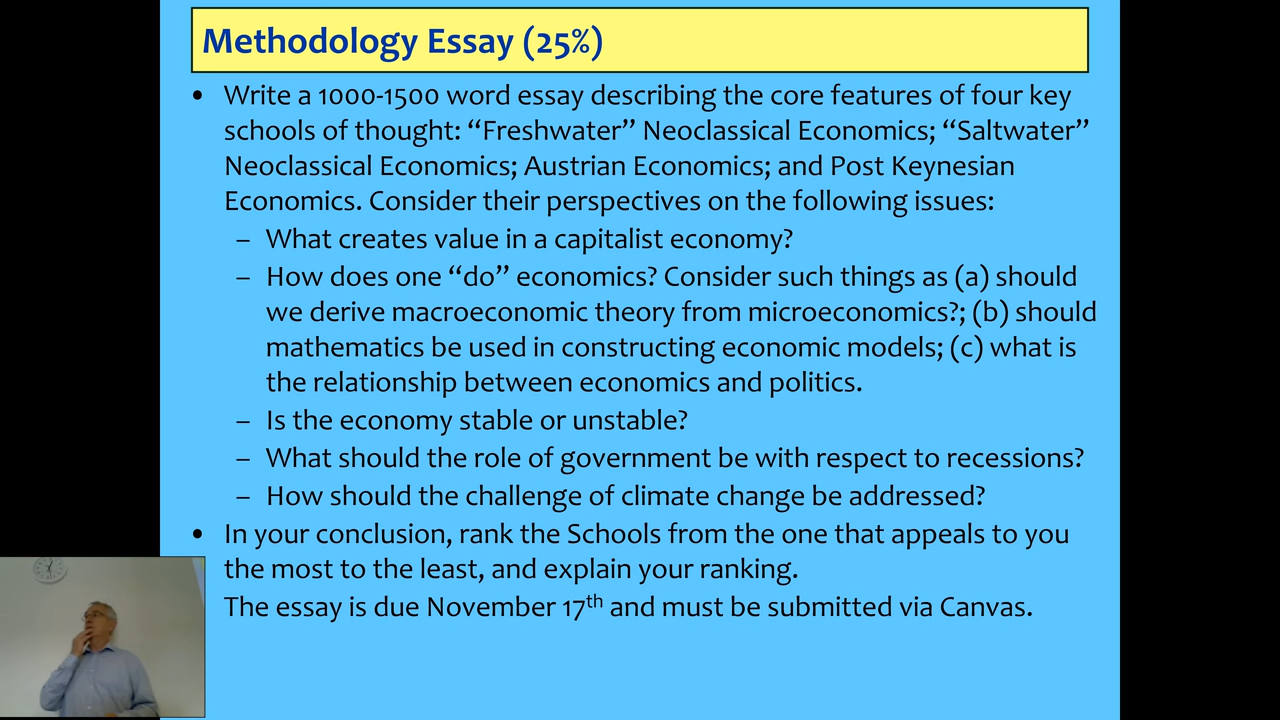 Methodology Essay (25%)
• Write a 1000-1500 word essay describing the core features of four key
schools of thought: “Freshwater” Neoclassical Economics; “Saltwater”
Neoclassical Economics; Austrian Economics; and Post Keynesian
Economics. Consider their perspectives on the following issues:
– What creates value in a capitalist economy?
– How does one “do” economics? Consider such things as (a) should
we derive macroeconomic theory from microeconomics?; (b) should
mathematics be used in constructing economic models; (c) what is
the relationship between economics and politics.
– Is the economy stable or unstable?
– What should the role of government be with respect to recessions?
– How should the challenge of climate change be addressed?
• In your conclusion, rank the Schools from the one that appeals to you
the most to the least, and explain your ranking.
The essay is due November 17th and must be submitted via Canvas.